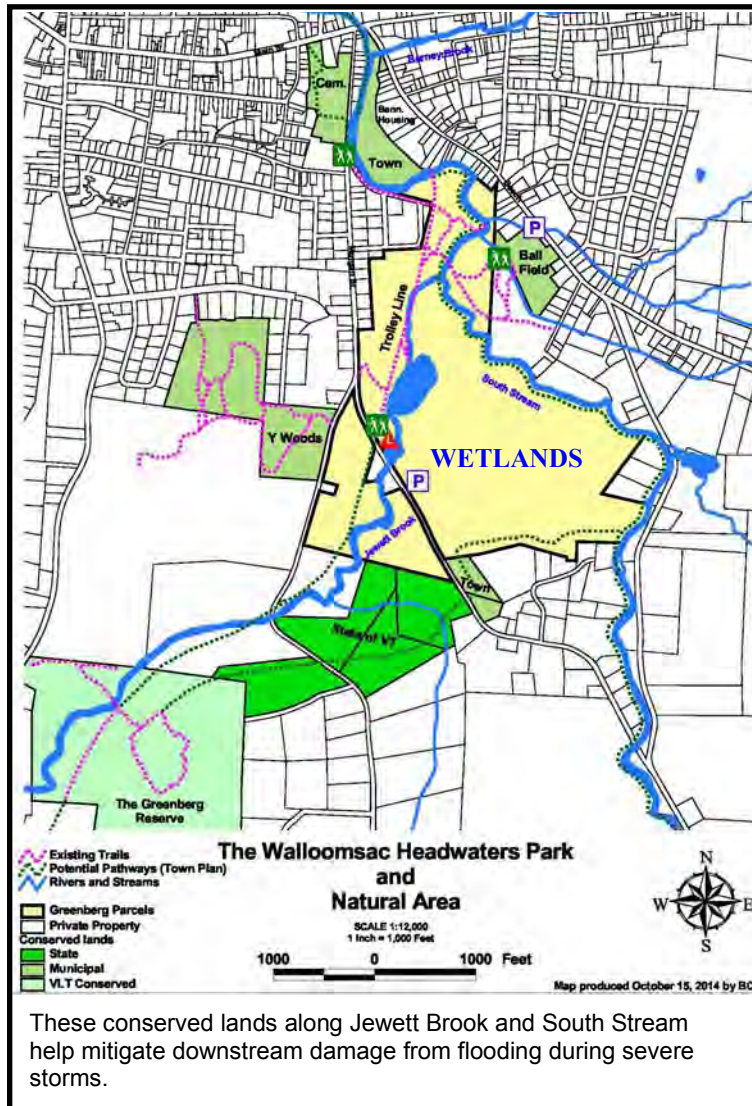 Main St.
Barney Brook
Cem.
Benn.
Housing
Town
P
Ball
Field
Morgan St.
Trolley Line
South Stream
Y Woods
WETLANDS
P
Jewett Brook
Town
State of VT
The Greenberg
Reserve
Existing Trails
Potential Pathways (Town Plan)
Rivers and Streams
Greenberg Parcels
Private Property
Conserved lands
State
Municipal
VLT Conserved
The Walloomsac Headwaters Park
and
Natural Area
SCALE 1:12,000
1 Inch = 1,000 Feet
1000 0 1000 Feet
N
W E
S
Map produced October 15, 2014 by BC
These conserved lands along Jewett Brook and South Stream
help mitigate downstream damage from flooding during severe
storms.